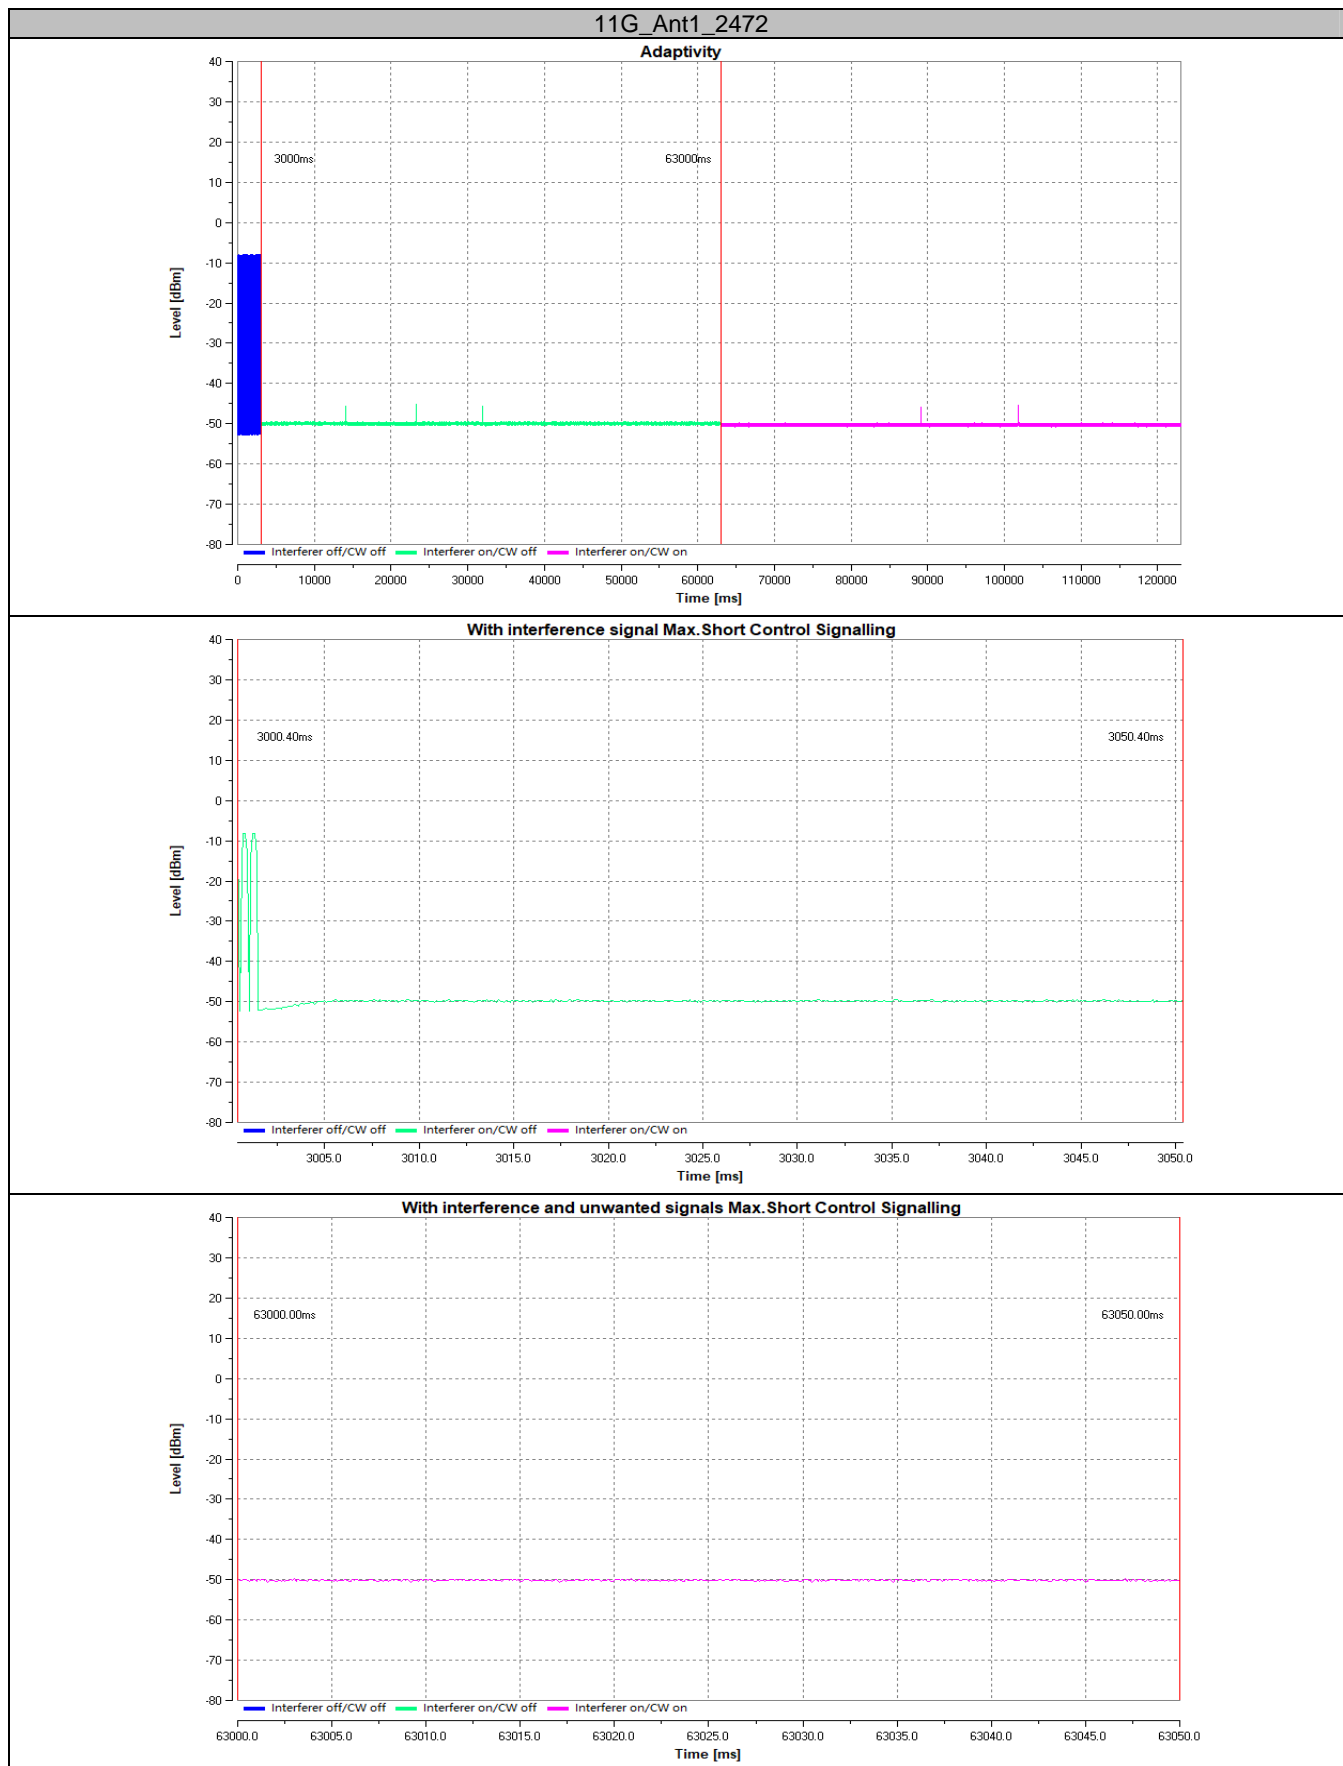 11G_Ant1_2472
Adaptivity
40
30
20
10
0
-10
-20
-30
-40
-50
-60
-70
-80
Level [dBm]
3000ms
63000ms
Interferer off/CW off
Interferer on/CW off
Interferer on/CW on
0 10000 20000 30000 40000 50000 60000 70000 80000 90000 100000 110000 120000
Time [ms]
With interference signal Max.Short Control Signalling
40
30
20
10
0
-10
-20
-30
-40
-50
-60
-70
-80
Level [dBm]
3000.40ms
3050.40ms
Interferer off/CW off
Interferer on/CW off
Interferer on/CW on
3005.0 3010.0 3015.0 3020.0 3025.0 3030.0 3035.0 3040.0 3045.0 3050.0
Time [ms]
With interference and unwanted signals Max.Short Control Signalling
40
30
20
10
0
-10
-20
-30
-40
-50
-60
-70
-80
Level [dBm]
63000.00ms
63050.00ms
Interferer off/CW off
Interferer on/CW off
Interferer on/CW on
63000.0 63005.0 63010.0 63015.0 63020.0 63025.0 63030.0 63035.0 63040.0 63045.0 63050.0
Time [ms]